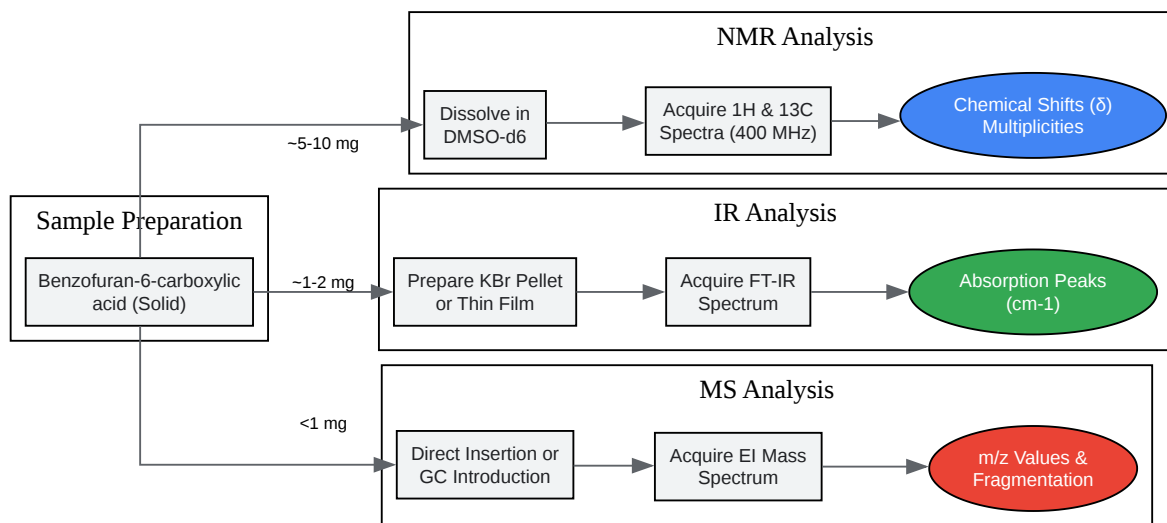 NMR Analysis
Dissolve in
DMSO-d6
Acquire 1H & 13C
Spectra (400 MHz)
Chemical Shifts (δ)
Multiplicities
~5-10 mg
Sample Preparation
Benzofuran-6-carboxylic
acid (Solid)
~1-2 mg
IR Analysis
Prepare KBr Pellet
or Thin Film
Acquire FT-IR
Spectrum
Absorption Peaks
(cm-1)
<1 mg
MS Analysis
Direct Insertion or
GC Introduction
Acquire EI Mass
Spectrum
m/z Values &
Fragmentation